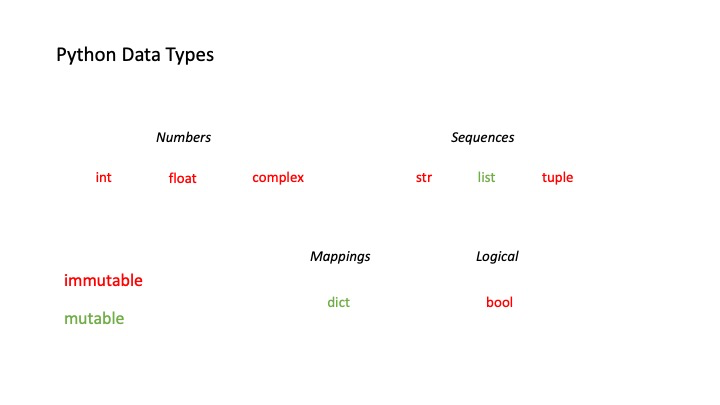 Python Data Types
Numbers
Sequences
int float complex
str list tuple
Mappings
Logical
immutable
dict
bool
mutable